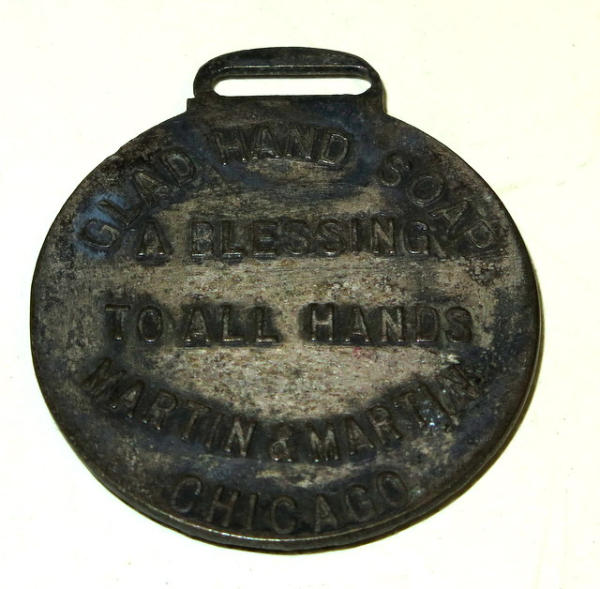 GLAD HAND SOAP
A BLESSING
TO ALL HANDS
MARTIN & MARTIN
CHICAGO